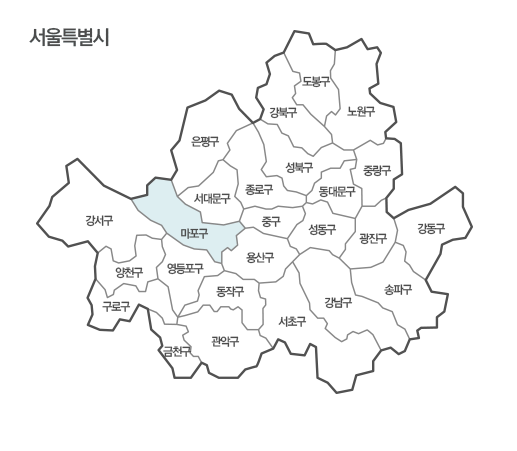 서울특별시
도봉구
강북구
노원구
은평구
성북구
중랑구
서대문구
종로구
동대문구
강서구
마포구
중구
성동구
광진구
강동구
양천구
영등포구
용산구
구로구
동작구
강남구
송파구
서초구
금천구
관악구